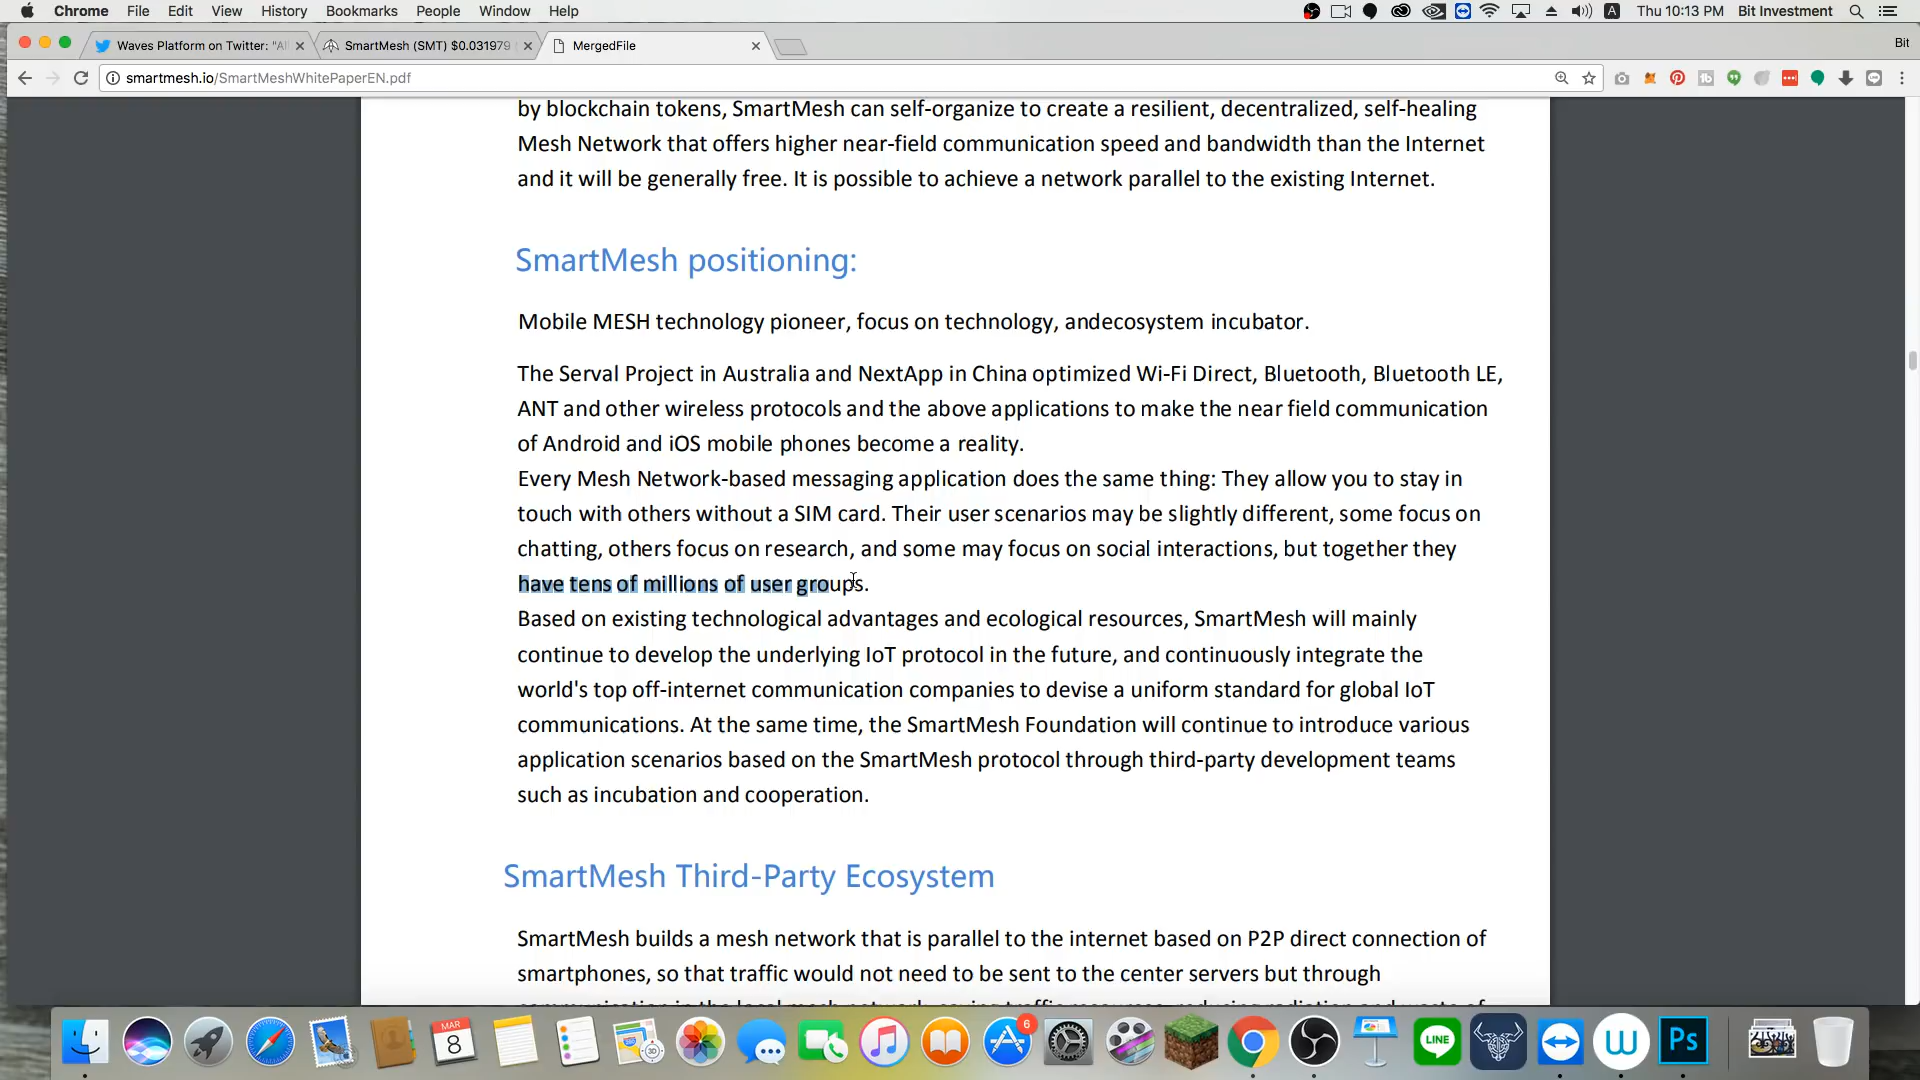 Chrome File Edit View History Bookmarks People Window Help
A Thu 10:13 PM Bit Investment
Waves Platform on Twitter: "Al
SmartMesh (SMT) $0.031979
MergedFile
Bit
smartmesh.io/SmartMeshWhitePaperEN.pdf
by blockchain tokens, SmartMesh can self-organize to create a resilient, decentralized, self-healing
Mesh Network that offers higher near-field communication speed and bandwidth than the Internet
and it will be generally free. It is possible to achieve a network parallel to the existing Internet.
SmartMesh positioning:
Mobile MESH technology pioneer, focus on technology, andecosystem incubator.
The Serval Project in Australia and NextApp in China optimized Wi-Fi Direct, Bluetooth, Bluetooth LE,
ANT and other wireless protocols and the above applications to make the near field communication
of Android and iOS mobile phones become a reality.
Every Mesh Network-based messaging application does the same thing: They allow you to stay in
touch with others without a SIM card. Their user scenarios may be slightly different, some focus on
chatting, others focus on research, and some may focus on social interactions, but together they
have tens of millions of user groups.
Based on existing technological advantages and ecological resources, SmartMesh will mainly
continue to develop the underlying IoT protocol in the future, and continuously integrate the
world's top off-internet communication companies to devise a uniform standard for global IoT
communications. At the same time, the SmartMesh Foundation will continue to introduce various
application scenarios based on the SmartMesh protocol through third-party development teams
such as incubation and cooperation.
SmartMesh Third-Party Ecosystem
SmartMesh builds a mesh network that is parallel to the internet based on P2P direct connection of
smartphones, so that traffic would not need to be sent to the center servers but through
MAR
8
3D
6
LINE
W
Ps